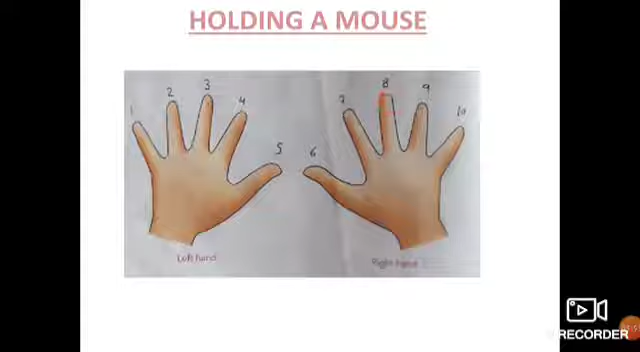 HOLDING A MOUSE
1 2 3 4 5 6 7 8 9 10
Left hand
Right hand
RECORDER